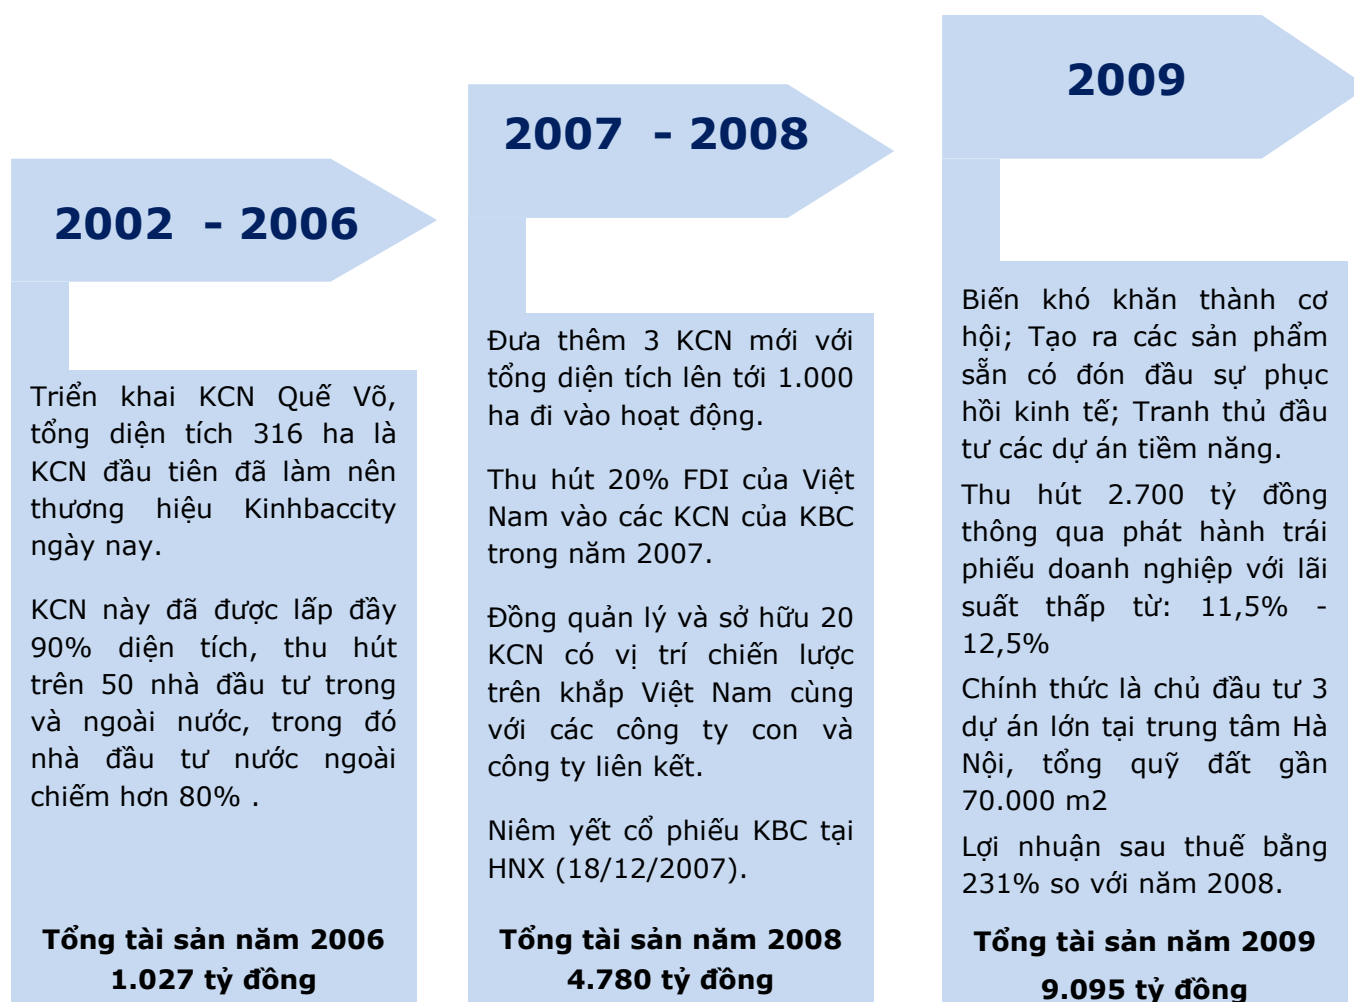 2002 - 2006
Triển khai KCN Quế Võ,
tổng diện tích 316 ha là
KCN đầu tiên đã làm nên
thương hiệu Kinhbaccity
ngày nay.
KCN này đã được lấp đầy
90% diện tích, thu hút
trên 50 nhà đầu tư trong
và ngoài nước, trong đó
nhà đầu tư nước ngoài
chiếm hơn 80% .
Tổng tài sản năm 2006
1.027 tỷ đồng
2007 - 2008
Đưa thêm 3 KCN mới với
tổng diện tích lên tới 1.000
ha đi vào hoạt động.
Thu hút 20% FDI của Việt
Nam vào các KCN của KBC
trong năm 2007.
Đồng quản lý và sở hữu 20
KCN có vị trí chiến lược
trên khắp Việt Nam cùng
với các công ty con và
công ty liên kết.
Niêm yết cổ phiếu KBC tại
HNX (18/12/2007).
Tổng tài sản năm 2008
4.780 tỷ đồng
2009
Biến khó khăn thành cơ
hội; Tạo ra các sản phẩm
sẵn có đón đầu sự phục
hồi kinh tế; Tranh thủ đầu
tư các dự án tiềm năng.
Thu hút 2.700 tỷ đồng
thông qua phát hành trái
phiếu doanh nghiệp với lãi
suất thấp từ: 11,5% -
12,5%
Chính thức là chủ đầu tư 3
dự án lớn tại trung tâm Hà
Nội, tổng quỹ đất gần
70.000 m2
Lợi nhuận sau thuế bằng
231% so với năm 2008.
Tổng tài sản năm 2009
9.095 tỷ đồng